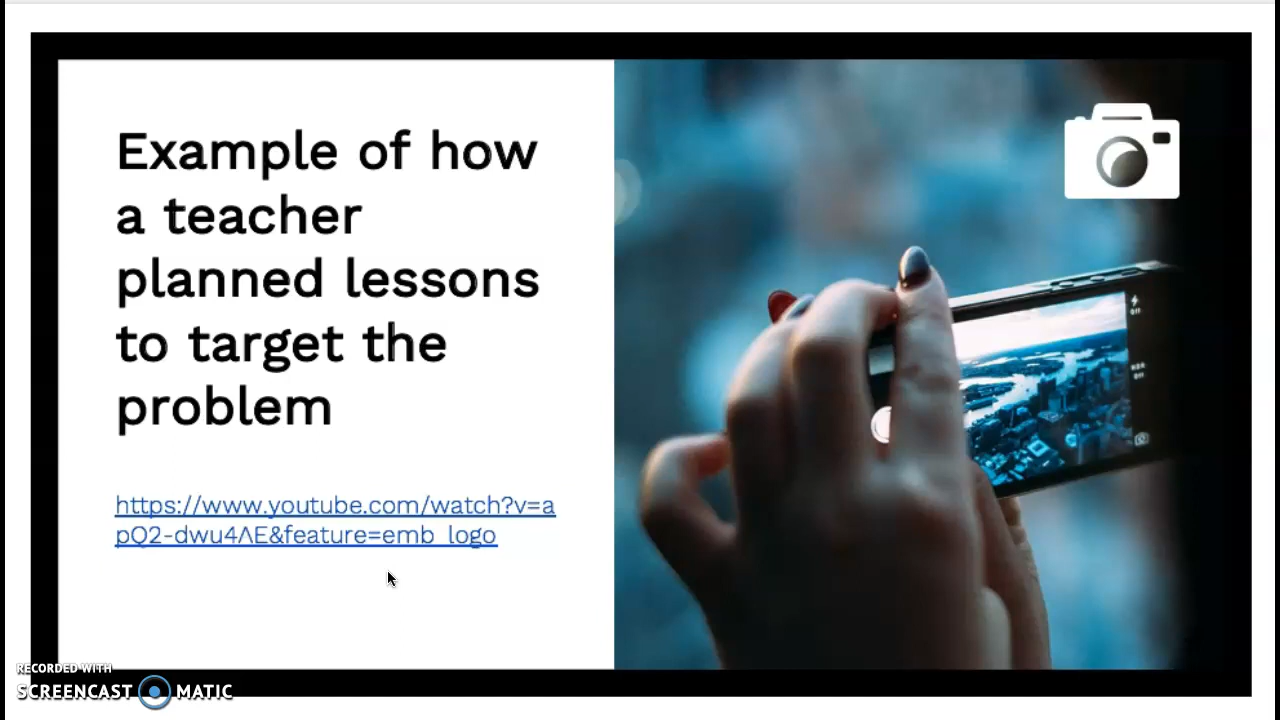 Example of how
a teacher
planned lessons
to target the
problem
https://www.youtube.com/watch?v=a
pQ2-dwu4AE&feature=emb_logo
RECORDED WITH
SCREENCAST MATIC